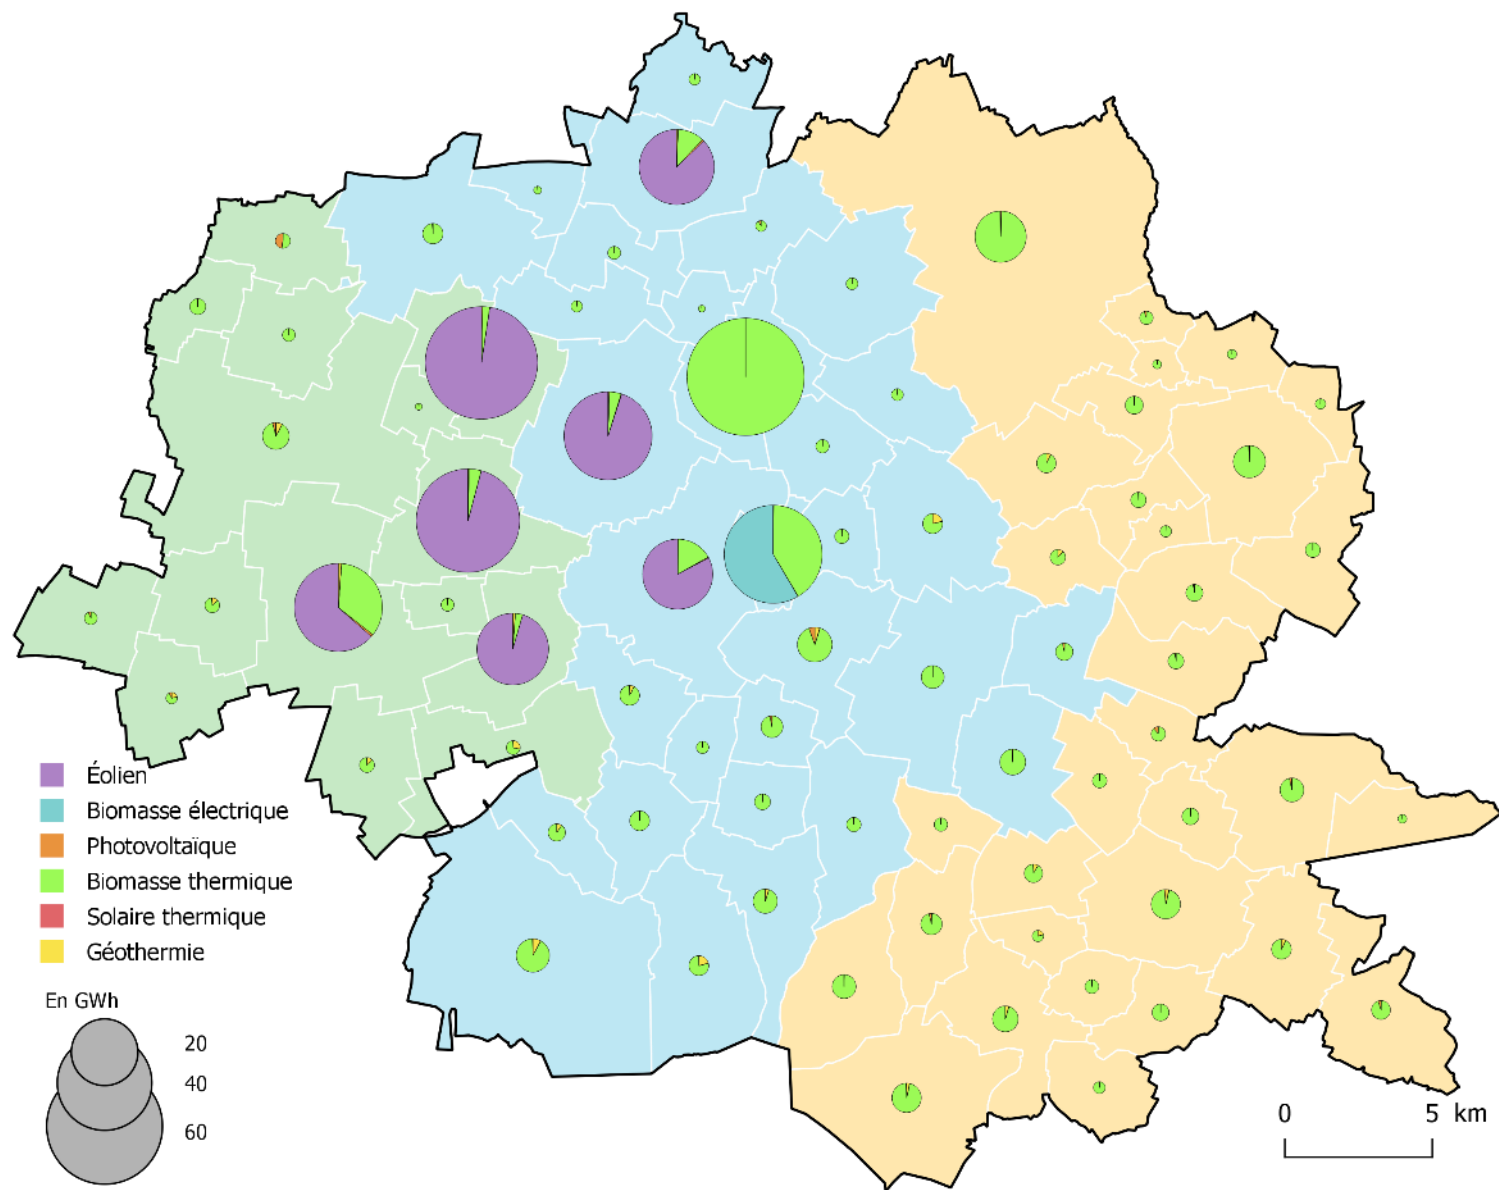 Éolien
Biomasse électrique
Photovoltaïque
Biomasse thermique
Solaire thermique
Géothermie
En GWh
20
40
60
0 5 km